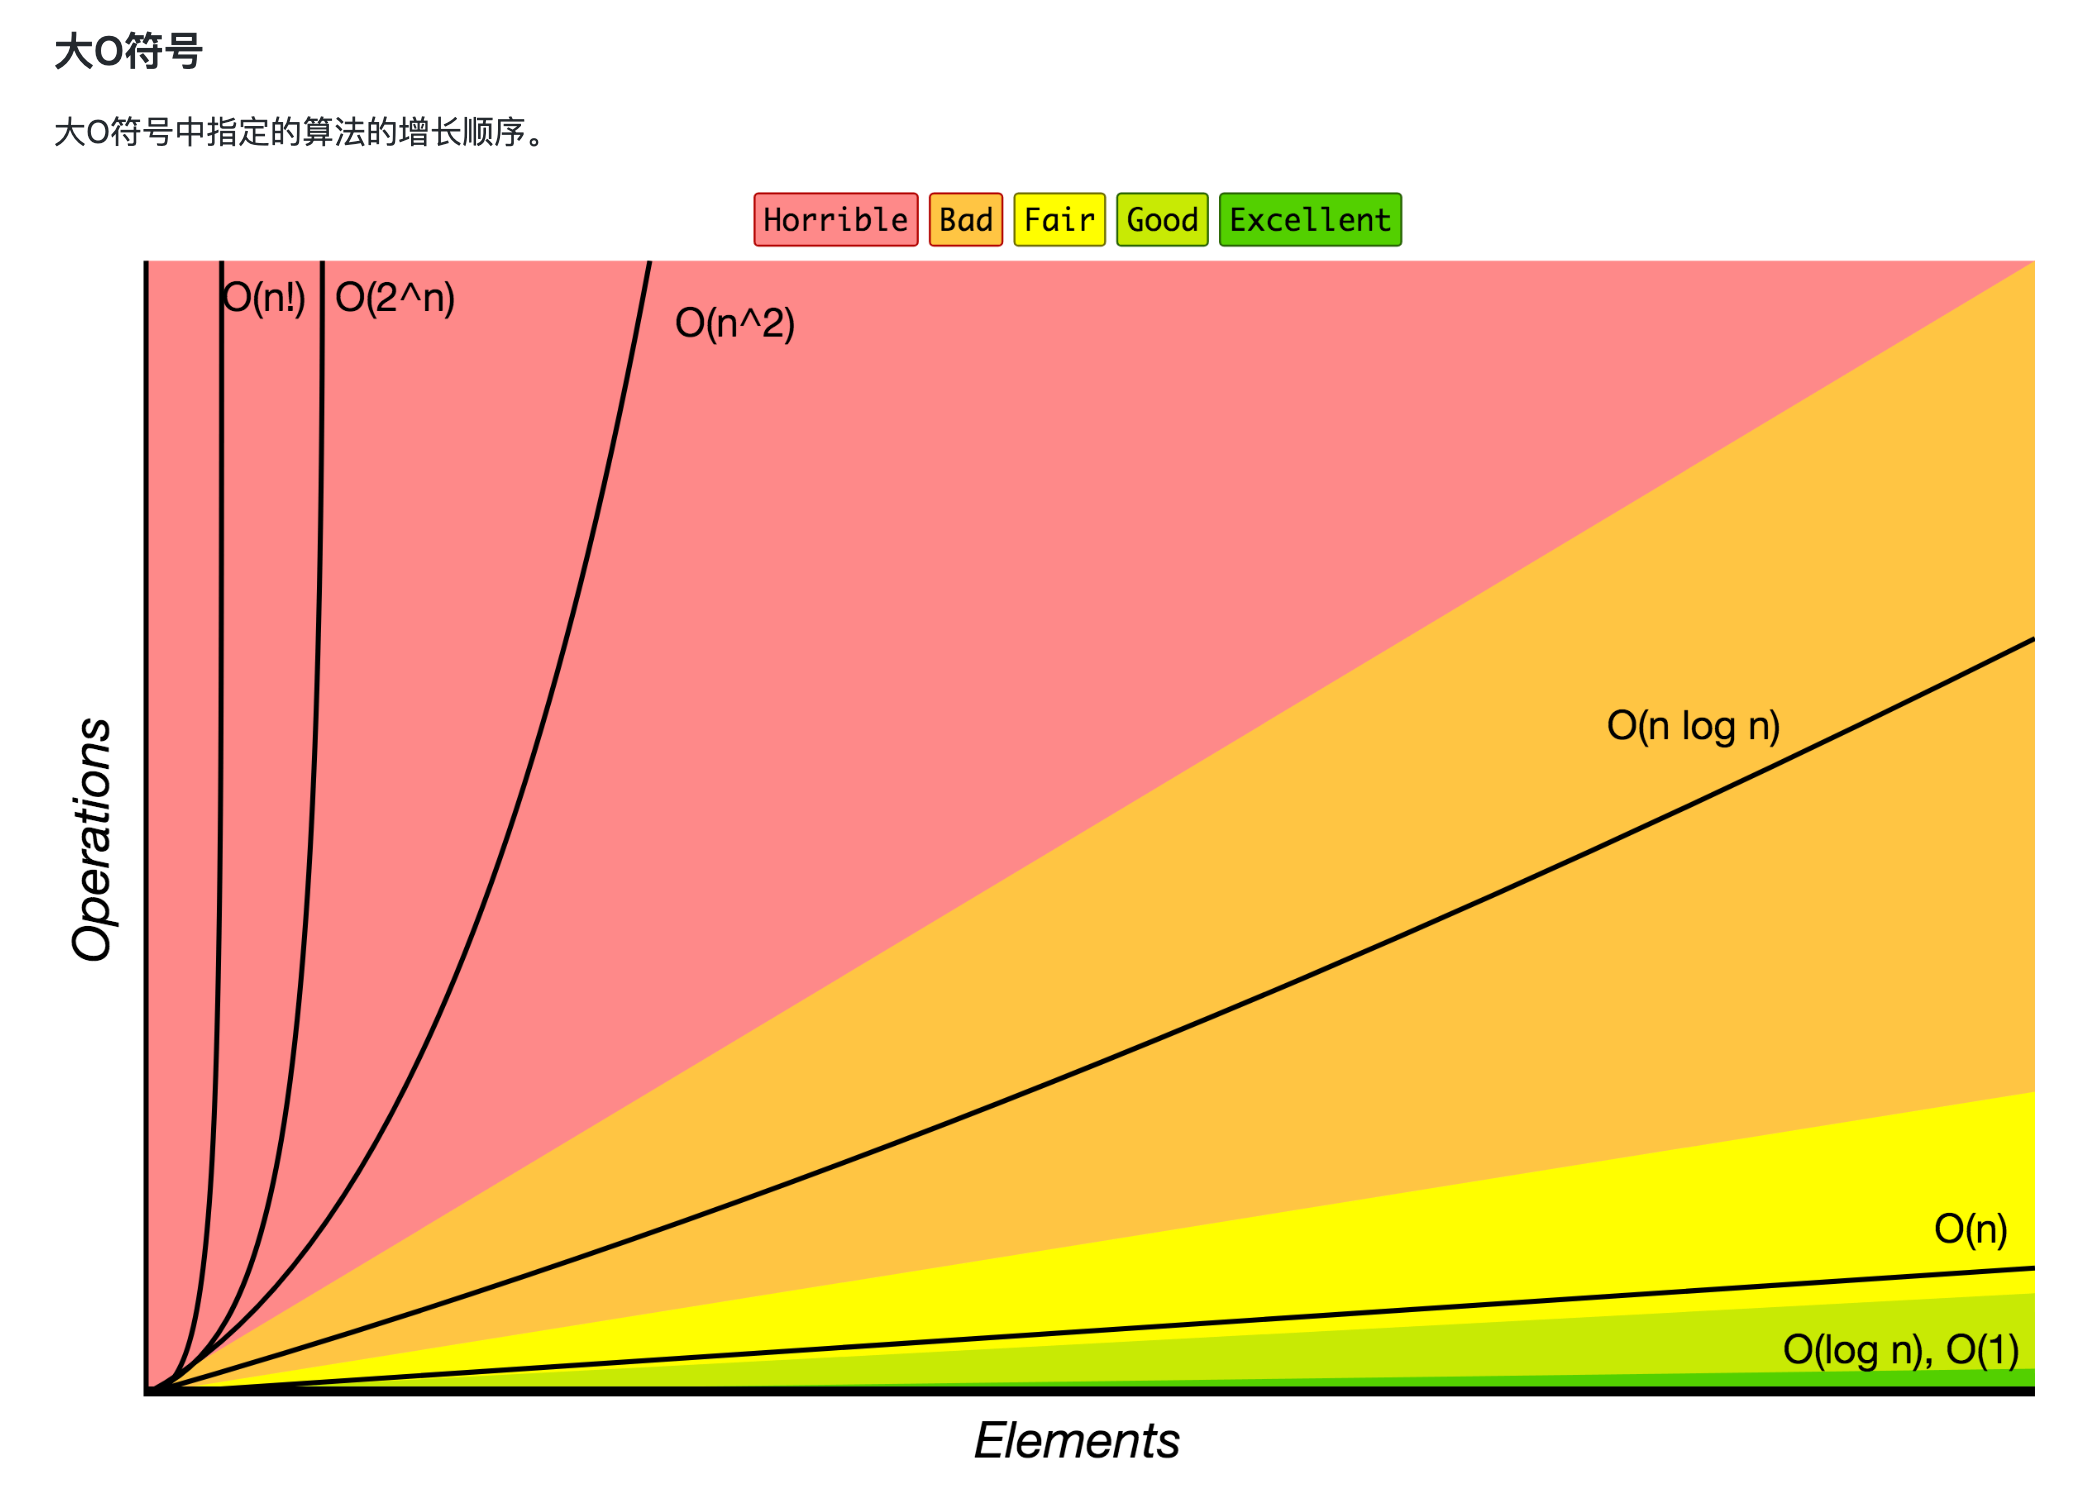 大O符号
大O符号中指定的算法的增长顺序。
Horrible Bad Fair Good Excellent
O(n!) O(2^n)
O(n^2)
O(n log n)
Operations
O(n)
O(log n), O(1)
Elements